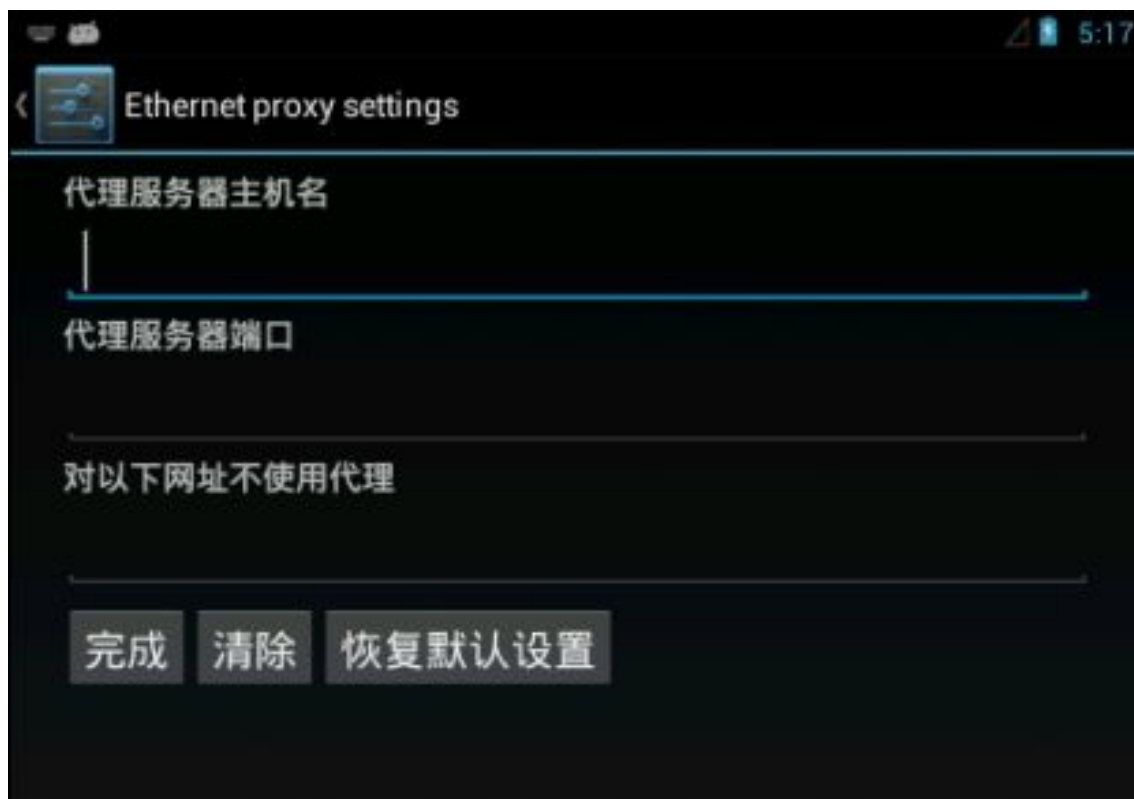 5:17
Ethernet proxy settings
代理服务器主机名
代理服务器端口
对以下网址不使用代理
完成 清除 恢复默认设置